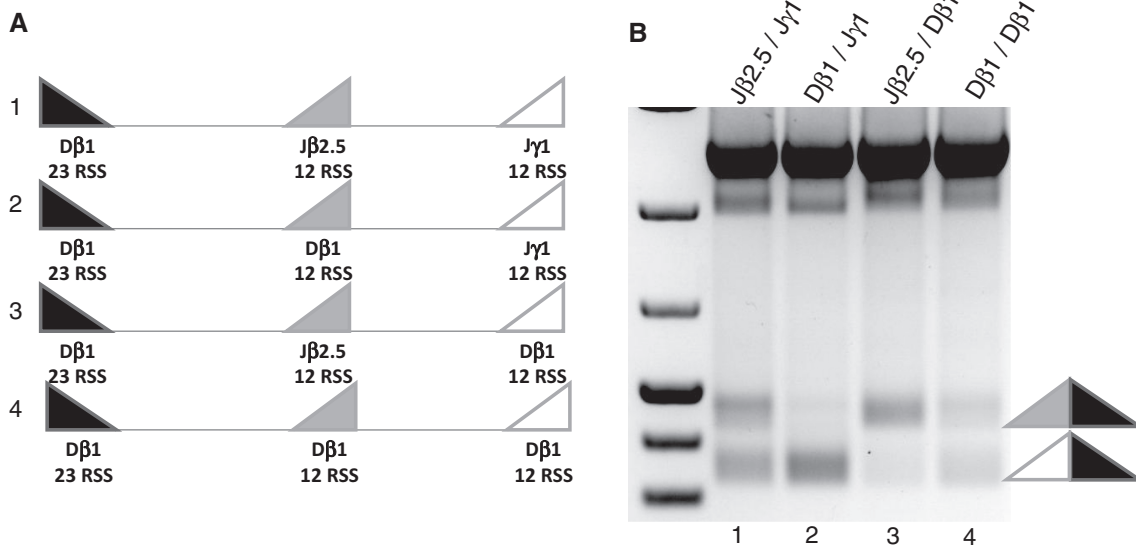 A
1
Dβ1 Jβ2.5 Jγ1
23 RSS 12 RSS 12 RSS
2
Dβ1 Dβ1 Jγ1
23 RSS 12 RSS 12 RSS
3
Dβ1 Jβ2.5 Dβ1
23 RSS 12 RSS 12 RSS
4
Dβ1 Dβ1 Dβ1
23 RSS 12 RSS 12 RSS
B
Jβ2.5 / Jγ1
Dβ1 / Jγ1
Jβ2.5 / Dβ1
Dβ1 / Dβ1
1 2 3 4